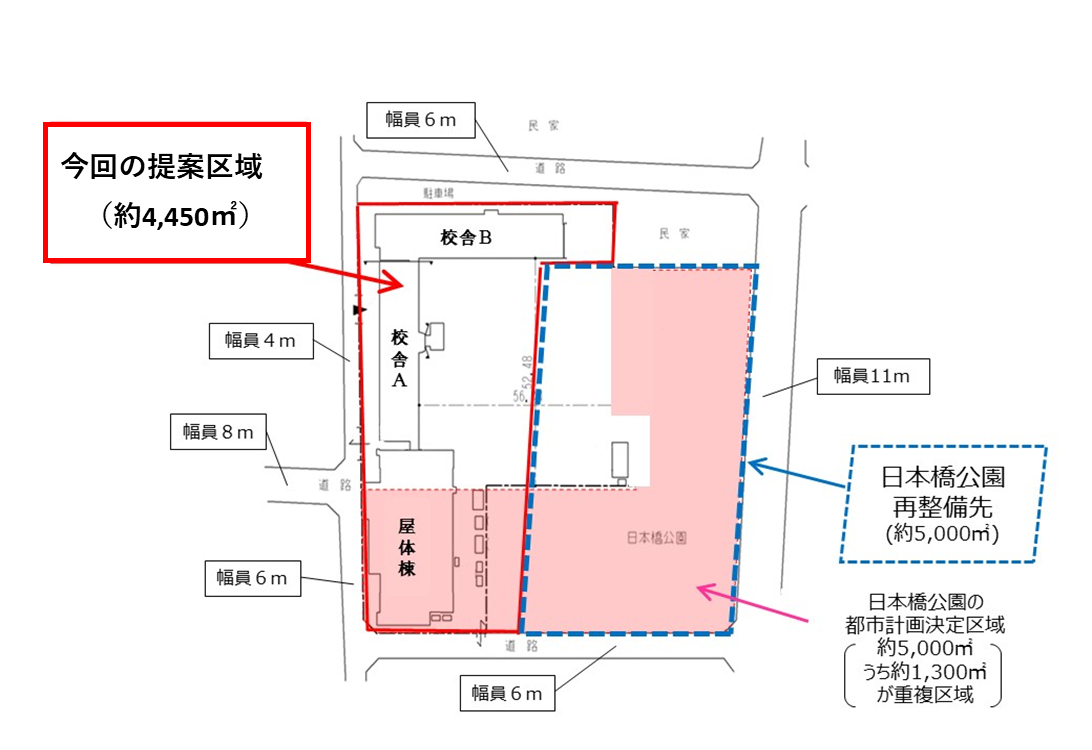 幅員６ｍ
民 家
今回の提案区域
（約4,450㎡）
道 路
駐車場
校舎Ｂ
民 家
幅員４ｍ
校舎Ａ
52.48
56.
幅員11ｍ
幅員８ｍ
道 路
日本橋公園
再整備先
(約5,000㎡)
屋体棟
日本橋公園
幅員６ｍ
日本橋公園の
都市計画決定区域
約5,000㎡
うち約1,300㎡
が重複区域
道 路
幅員６ｍ